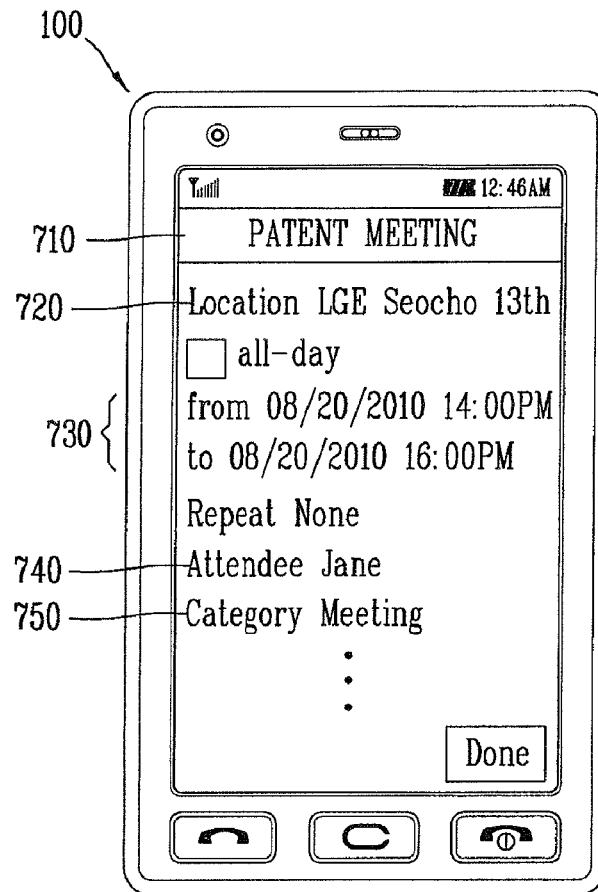 100
12:46AM
710 PATENT MEETING
720 Location LGE Seocho 13th
all-day
730 from 08/20/2010 14:00PM
to 08/20/2010 16:00PM
Repeat None
740 Attendee Jane
750 Category Meeting
Done